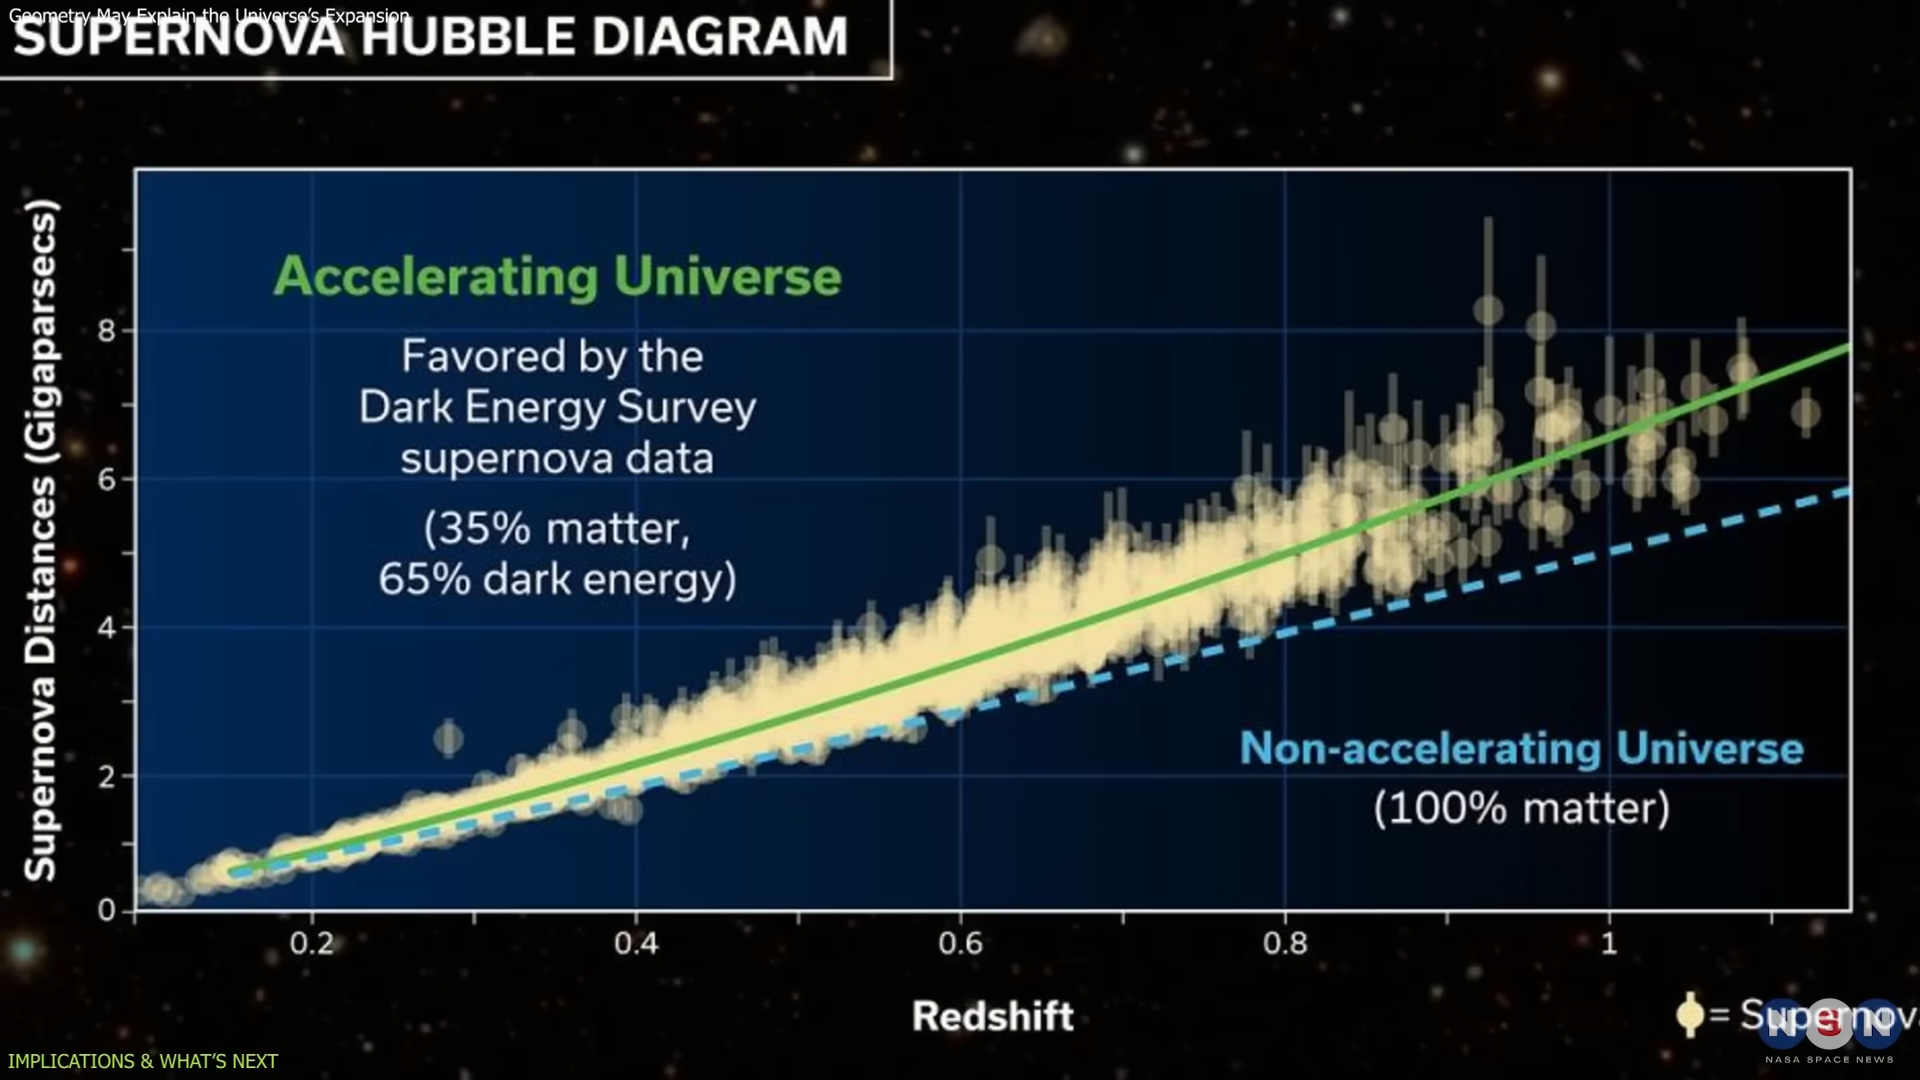 Geometry May Explain the Universe's Expansion
SUPERNOVA HUBBLE DIAGRAM
Supernova Distances (Gigaparsecs)
8
6
4
2
0
Accelerating Universe
Favored by the
Dark Energy Survey
supernova data
(35% matter,
65% dark energy)
Non-accelerating Universe
(100% matter)
0.2 0.4 0.6 0.8 1
Redshift
= Supernova
NSN
NASA SPACE NEWS
IMPLICATIONS & WHAT'S NEXT